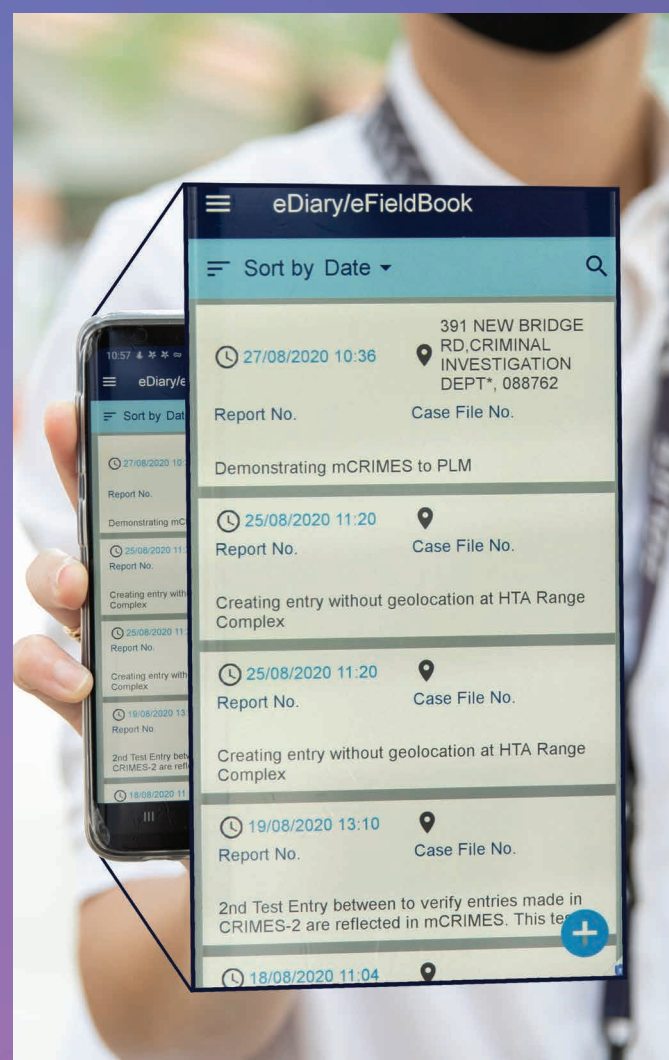 eDiary/eFieldBook
Sort by Date
27/08/2020 10:36
391 NEW BRIDGE
RD,CRIMINAL
INVESTIGATION
DEPT*, 088762
Report No.
Case File No.
Demonstrating mCRIMES to PLM
25/08/2020 11:20
Report No.
Case File No.
Creating entry without geolocation at HTA Range
Complex
25/08/2020 11:20
Report No.
Case File No.
Creating entry without geolocation at HTA Range
Complex
19/08/2020 13:10
Report No.
Case File No.
2nd Test Entry between to verify entries made in
CRIMES-2 are reflected in mCRIMES. This te
18/08/2020 11:04
10:57
eDiary/e
Sort by Dat
27/08/2020 10:
Report No.
Demonstrating mC
25/08/2020 11:
Report No.
Creating entry with
Complex
25/08/2020 11:
Report No.
Creating entry with
Complex
19/08/2020 13
Report No.
2nd Test Entry betw
CRIMES-2 are refl
18/08/2020 11